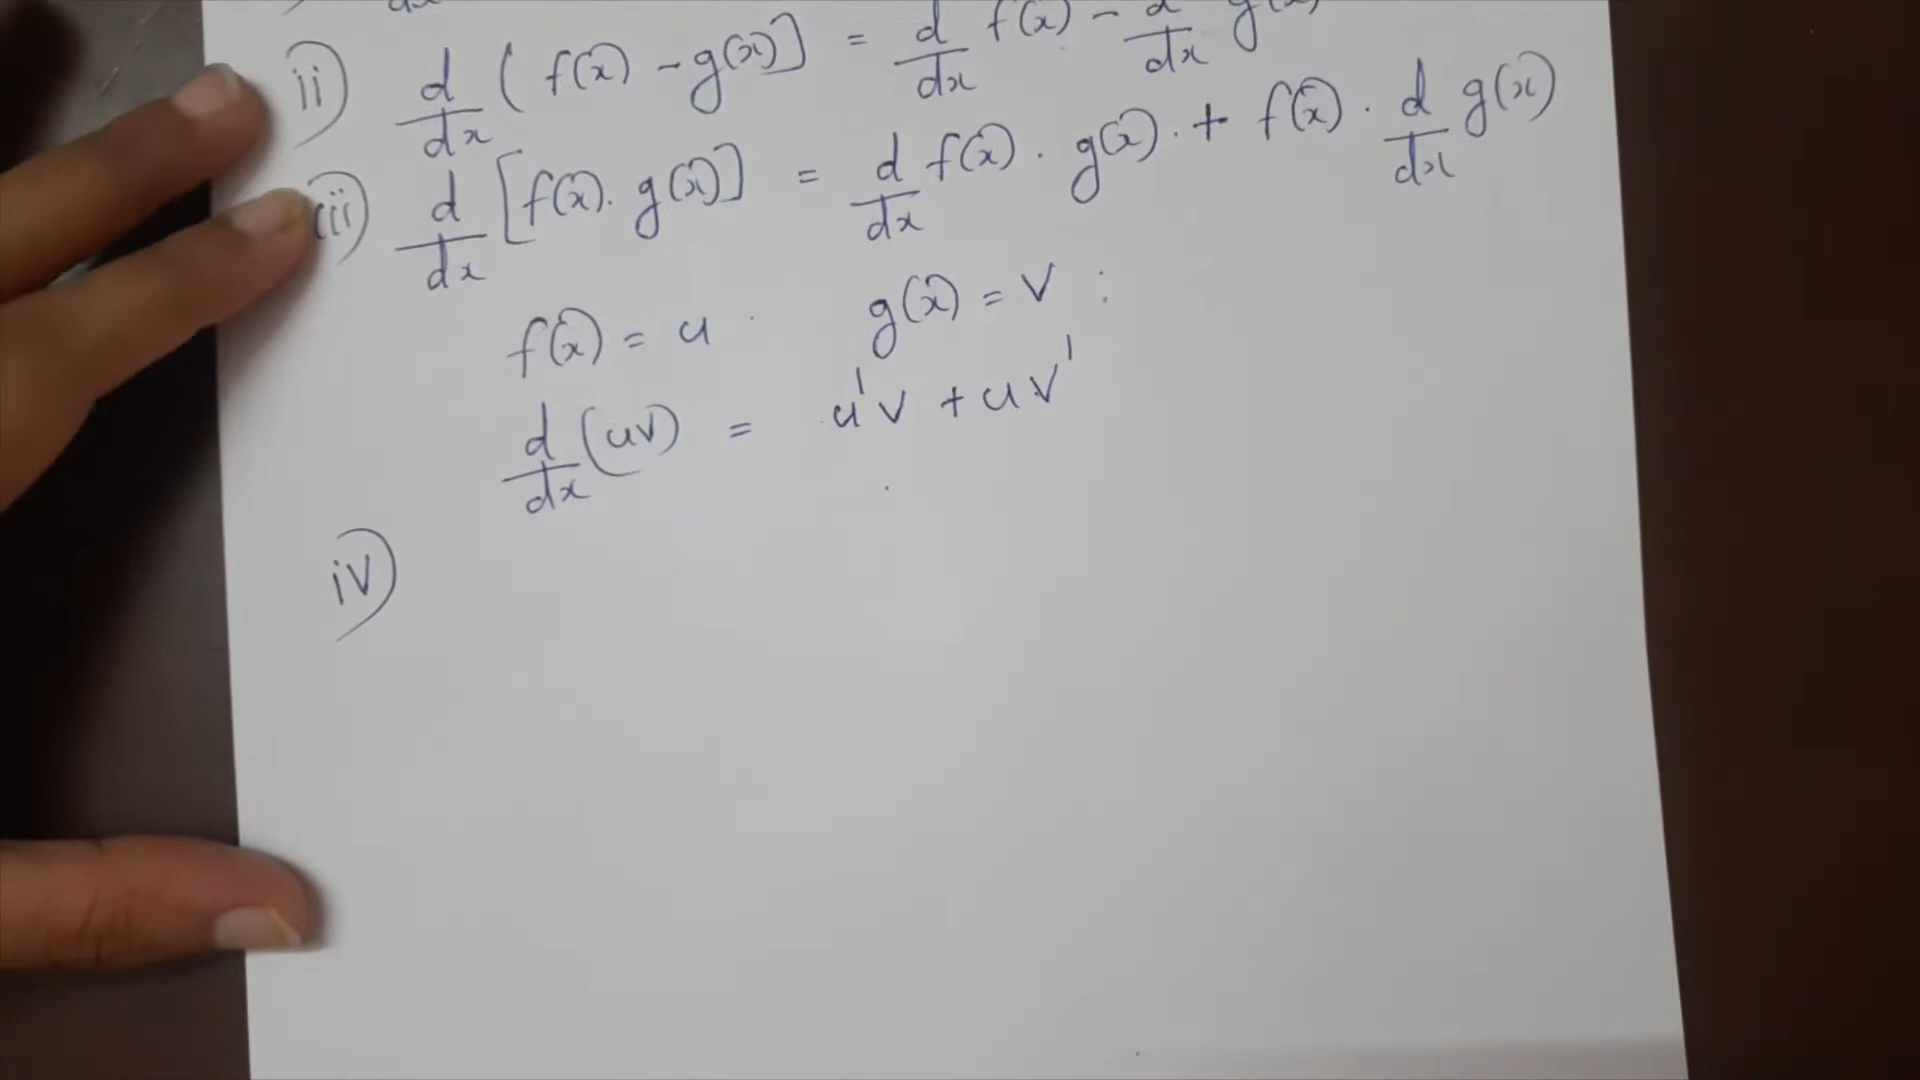 ii) d/dx ( f(x) - g(x) ] = d/dx f(x) - d/dx g(x)
iii) d/dx [f(x). g(x)] = d/dx f(x) . g(x) . + f(x) . d/dx g(x)
f(x) = u . g(x) = v :
d/dx (uv) = u'v + uv'
iv)